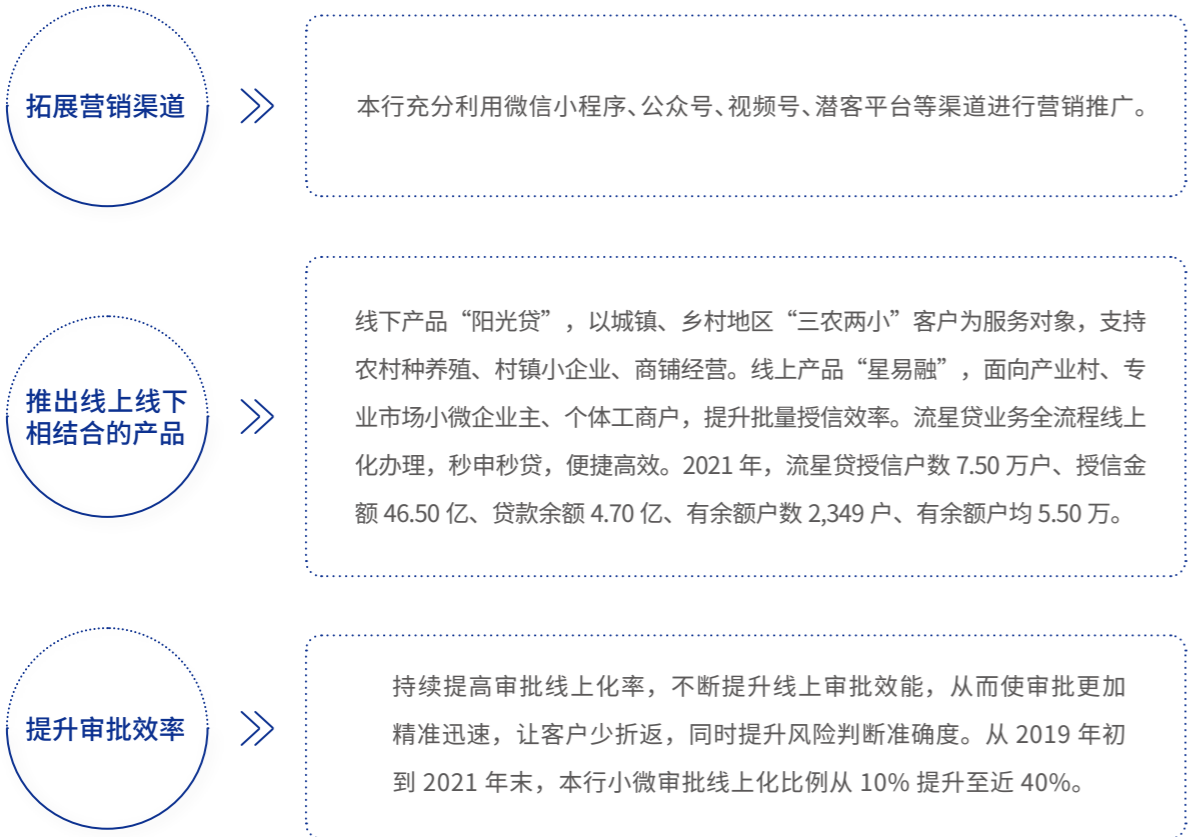 拓展营销渠道
本行充分利用微信小程序、公众号、视频号、潜客平台等渠道进行营销推广。
推出线上线下
相结合的产品
线下产品“阳光贷”，以城镇、乡村地区“三农两小”客户为服务对象，支持
农村种养殖、村镇小企业、商铺经营。线上产品“星易融”，面向产业村、专
业市场小微企业主、个体工商户，提升批量授信效率。流星贷业务全流程线上
化办理，秒申秒贷，便捷高效。2021 年，流星贷授信户数 7.50 万户、授信金
额 46.50 亿、贷款余额 4.70 亿、有余额户数 2,349 户、有余额户均 5.50 万。
提升审批效率
持续提高审批线上化率，不断提升线上审批效能，从而使审批更加
精准迅速，让客户少折返，同时提升风险判断准确度。从 2019 年初
到 2021 年末，本行小微审批线上化比例从 10% 提升至近 40%。